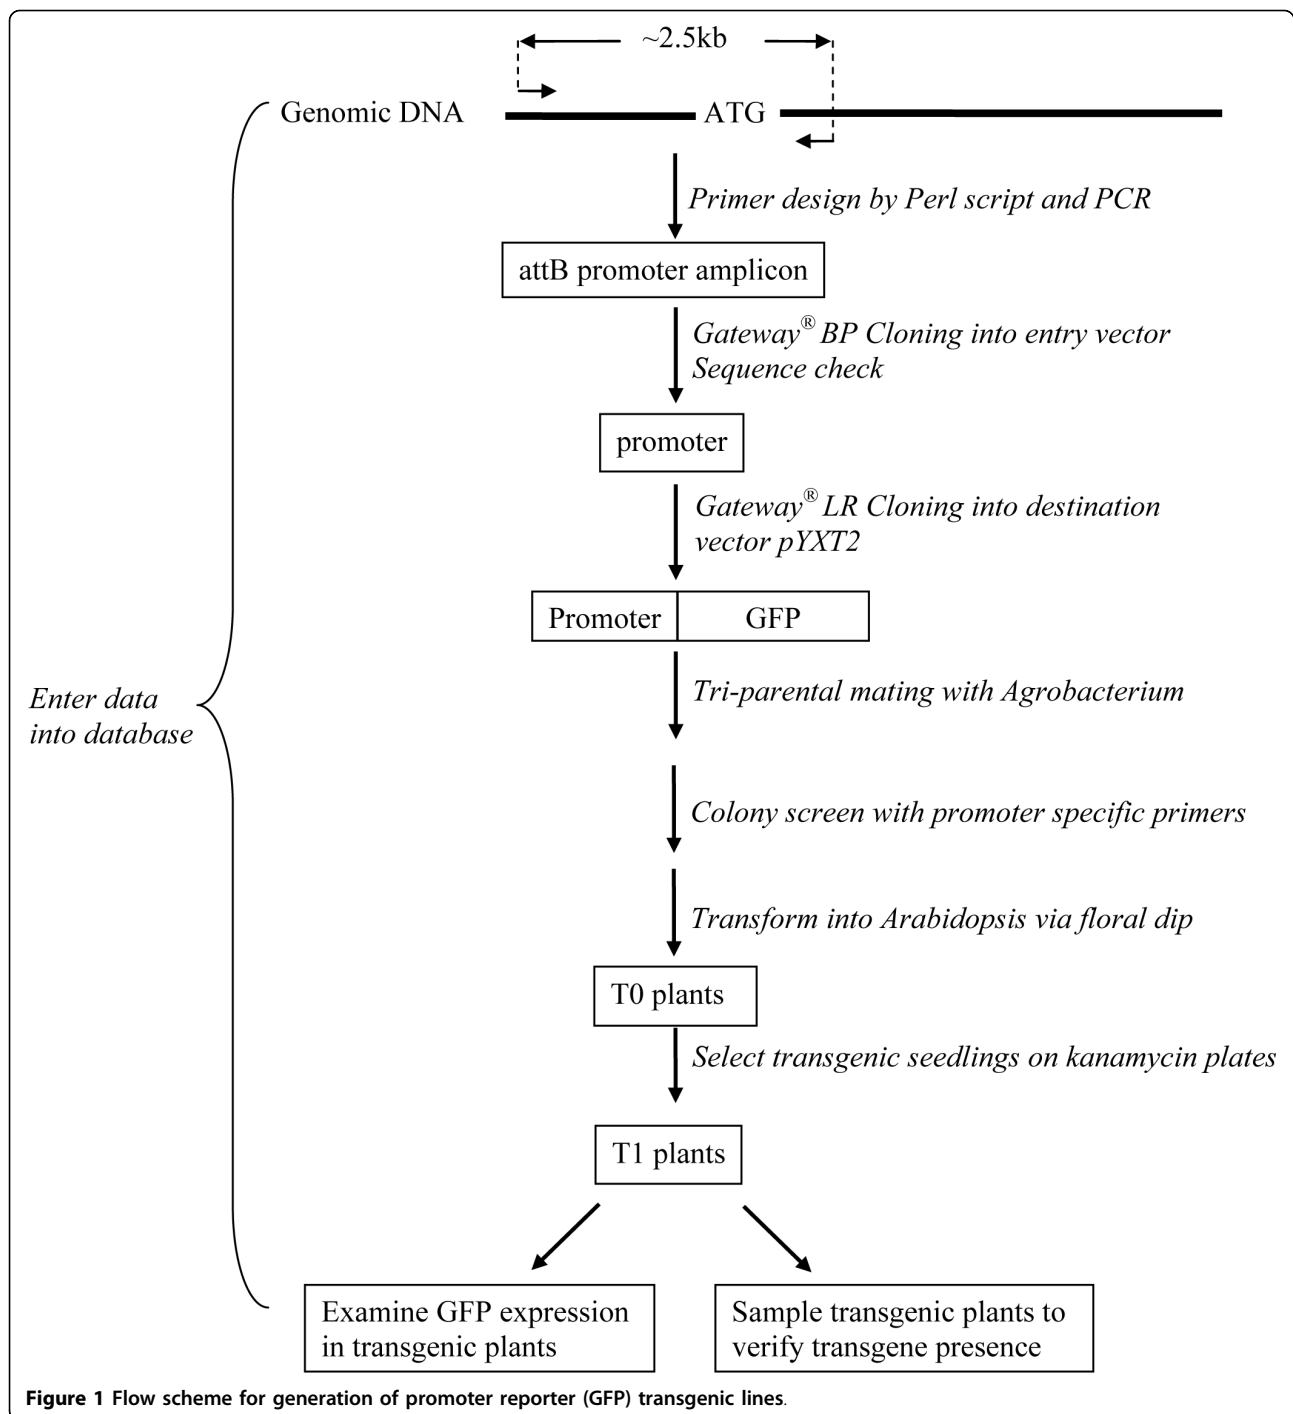 ~2.5kb
Genomic DNA
ATG
Primer design by Perl script and PCR
attB promoter amplicon
Gateway® BP Cloning into entry vector
Sequence check
promoter
Gateway® LR Cloning into destination
vector pYXT2
Promoter
GFP
Enter data
into database
Tri-parental mating with Agrobacterium
Colony screen with promoter specific primers
Transform into Arabidopsis via floral dip
T0 plants
Select transgenic seedlings on kanamycin plates
T1 plants
Examine GFP expression
in transgenic plants
Sample transgenic plants to
verify transgene presence
Figure 1 Flow scheme for generation of promoter reporter (GFP) transgenic lines.